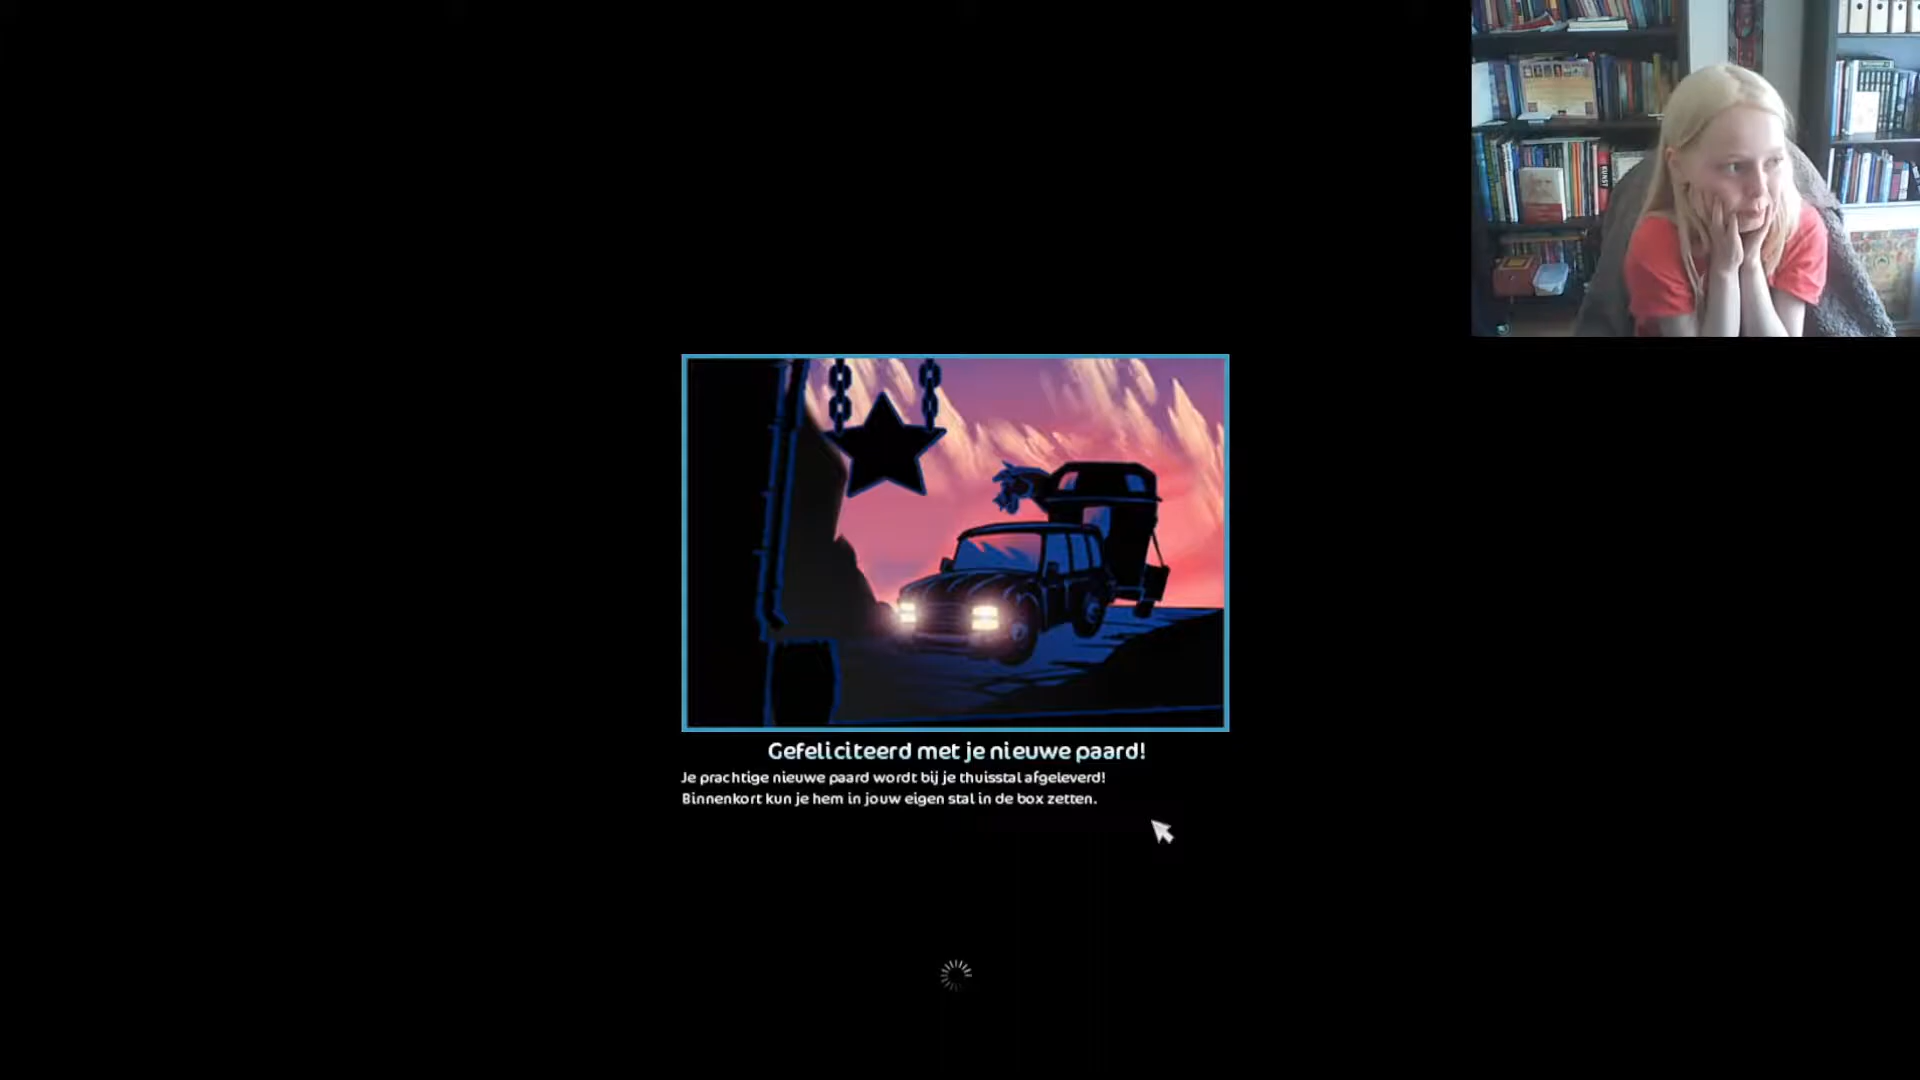 KUNST
Gefeliciteerd met je nieuwe paard!
Je prachtige nieuwe paard wordt bij je thuisstal afgeleverd!
Binnenkort kun je hem in jouw eigen stal in de box zetten.